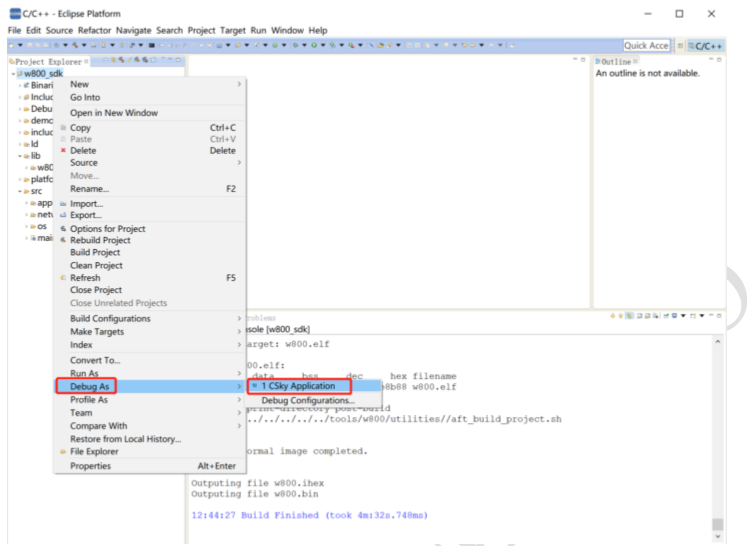 C/C++ - Eclipse Platform
File Edit Source Refactor Navigate Search Project Target Run Window Help
Quick Acce
C/C++
Project Explorer
Outline
w800_sdk
An outline is not available.
Binari
Includ
Debu
demo
includ
ld
lib
w80
platfo
src
app
netw
os
mai
New
Go Into
Open in New Window
Copy Ctrl+C
Paste Ctrl+V
Delete Delete
Source
Move...
Rename... F2
Import...
Export...
Options for Project
Rebuild Project
Build Project
Clean Project
Refresh F5
Close Project
Close Unrelated Projects
Build Configurations
Make Targets
Index
Convert To...
Run As
Debug As
Profile As
Team
Compare With
Restore from Local History...
File Explorer
Properties Alt+Enter
1 CSky Application
Debug Configurations...
roblems
nsole [w800_sdk]
arget: w800.elf
00.elf:
data bss dec hex filename
e8b88 w800.elf
print-directory post-build
../../../../../tools/w800/utilities//aft_build_project.sh
ormal image completed.
Outputing file w800.ihex
Outputing file w800.bin
12:44:27 Build Finished (took 4m:32s.748ms)